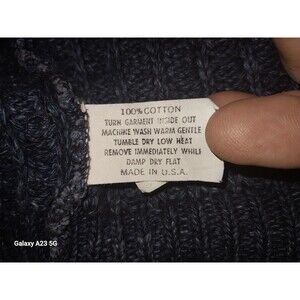 100% COTTON
TURN GARMENT INSIDE OUT
MACHINE WASH WARM GENTLE
TUMBLE DRY LOW HEAT
REMOVE IMMEDIATELY WHILE
DAMP DRY FLAT
MADE IN U.S.A.
Galaxy A23 5G